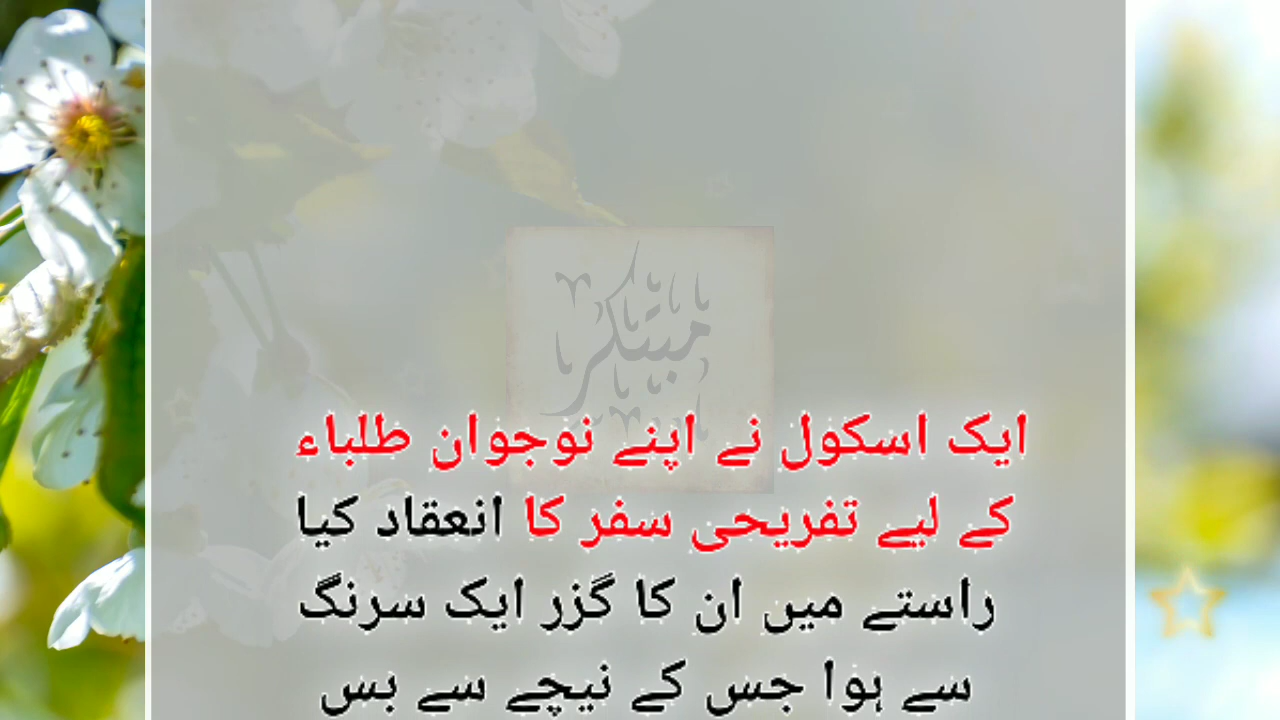 مبتكر
ایک اسکول نے اپنے نوجوان طلباء
کے لیے تفریحی سفر کا انعقاد کیا
راستے میں ان کا گزر ایک سرنگ
سے ہوا جس کے نیچے سے بس